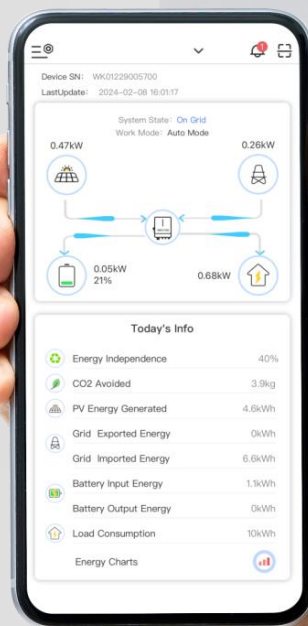 1
Device SN: WK01229005700
LastUpdate: 2024-02-08 16:01:17
System State: On Grid
Work Mode: Auto Mode
0.47kW 0.26kW
0.05kW
21%
0.68kW
Today's Info
Energy Independence 40%
CO2 Avoided 3.9kg
PV Energy Generated 4.6kWh
Grid Exported Energy 0kWh
Grid Imported Energy 6.6kWh
Battery Input Energy 1.1kWh
Battery Output Energy 0kWh
Load Consumption 10kWh
Energy Charts